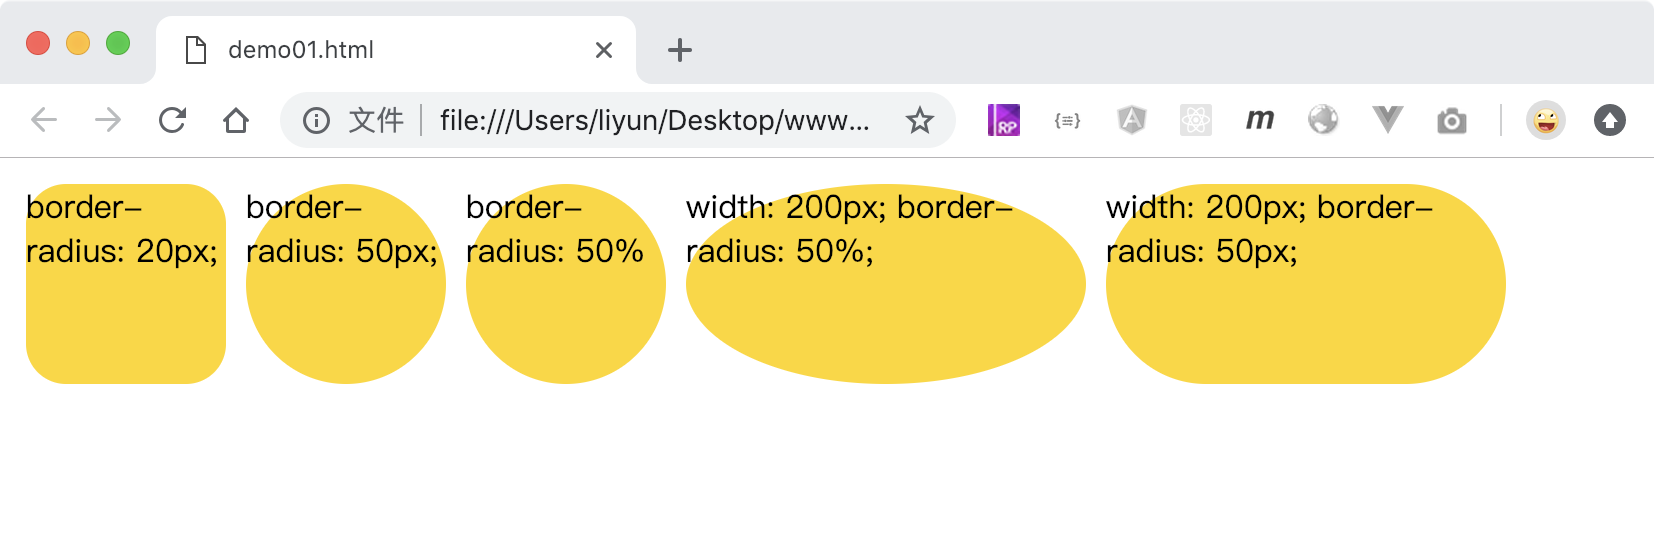 demo01.html
文件 file:///Users/liyun/Desktop/www...
RP {≡} A m V
border-
radius: 20px;
border-
radius: 50px;
border-
radius: 50%
width: 200px; border-
radius: 50%;
width: 200px; border-
radius: 50px;